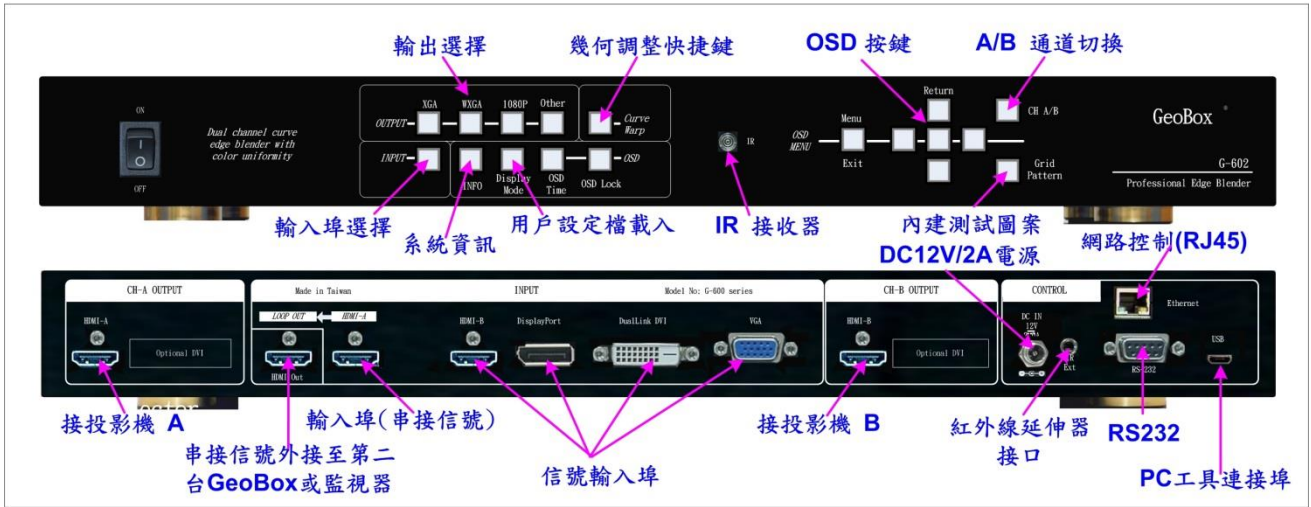 輸出選擇
幾何調整快捷鍵
OSD 按鍵
A/B 通道切換
ON
OFF
Dual channel curve
edge blender with
color uniformity
XGA WXGA 1080P Other
OUTPUT
Curve
Warp
INPUT
OSD
INFO
Display
Mode
OSD
Time
OSD Lock
IR
Return
Menu
OSD
MENU
Exit
CH A/B
Grid
Pattern
GeoBox
G-602
Professional Edge Blender
輸入埠選擇
系統資訊
用戶設定檔載入
IR 接收器
內建測試圖案
DC12V/2A電源
網路控制(RJ45)
CH-A OUTPUT
HDMI-A
Optional DVI
Made in Taiwan
INPUT
Model No: G-600 series
LOOP OUT
HDMI-A
HDMI Out
HDMI-B
DisplayPort
DualLink DVI
VGA
CH-B OUTPUT
HDMI-B
Optional DVI
CONTROL
DC IN
12V
Ext
Ethernet
RS-232
USB
接投影機 A
串接信號外接至第二
台GeoBox或監視器
輸入埠(串接信號)
信號輸入埠
接投影機 B
紅外線延伸器
接口
RS232
PC工具連接埠